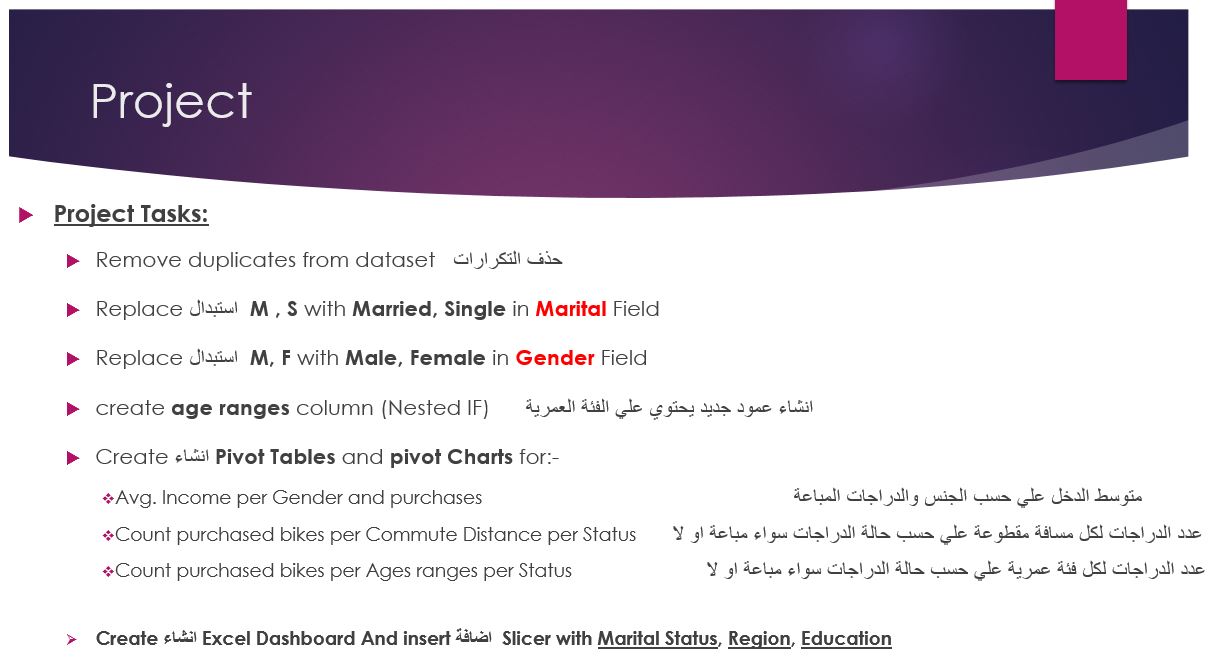 Project
Project Tasks:
Remove duplicates from dataset حذف التكرارات
Replace استبدال M , S with Married, Single in Marital Field
Replace استبدال M, F with Male, Female in Gender Field
create age ranges column (Nested IF) انشاء عمود جديد يحتوي علي الفئة العمرية
Create انشاء Pivot Tables and pivot Charts for:-
Avg. Income per Gender and purchases متوسط الدخل علي حسب الجنس والدراجات المباعة
Count purchased bikes per Commute Distance per Status عدد الدراجات لكل مسافة مقطوعة علي حسب حالة الدراجات سواء مباعة او لا
Count purchased bikes per Ages ranges per Status عدد الدراجات لكل فئة عمرية علي حسب حالة الدراجات سواء مباعة او لا
Create انشاء Excel Dashboard And insert اضافة Slicer with Marital Status, Region, Education